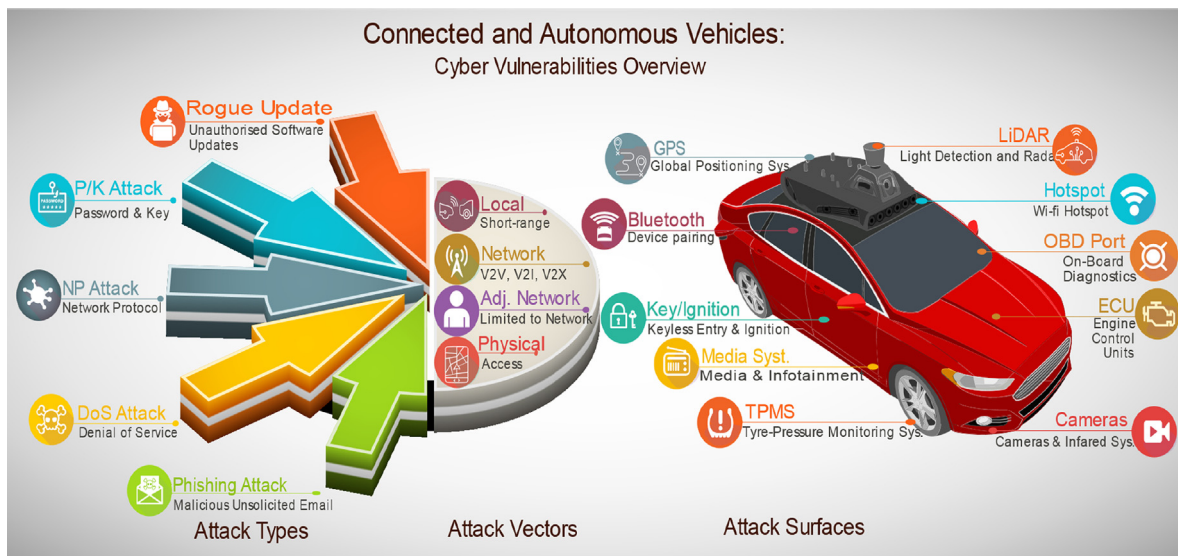 Connected and Autonomous Vehicles:
Cyber Vulnerabilities Overview
Rogue Update
Unauthorised Software
Updates
P/K Attack
Password & Key
PASSWORD
NP Attack
Network Protocol
DoS Attack
Denial of Service
Phishing Attack
Malicious Unsolicited Email
Attack Types
Local
Short-range
Network
V2V, V2I, V2X
Adj. Network
Limited to Network
Physical
Access
Attack Vectors
GPS
Global Positioning Sys.
Bluetooth
Device pairing
Key/Ignition
Keyless Entry & Ignition
Media Syst.
Media & Infotainment
TPMS
Tyre-Pressure Monitoring Sys.
LiDAR
Light Detection and Radar
Hotspot
Wi-fi Hotspot
OBD Port
On-Board
Diagnostics
ECU
Engine
Control
Units
Cameras
Cameras & Infared Sys.
Attack Surfaces